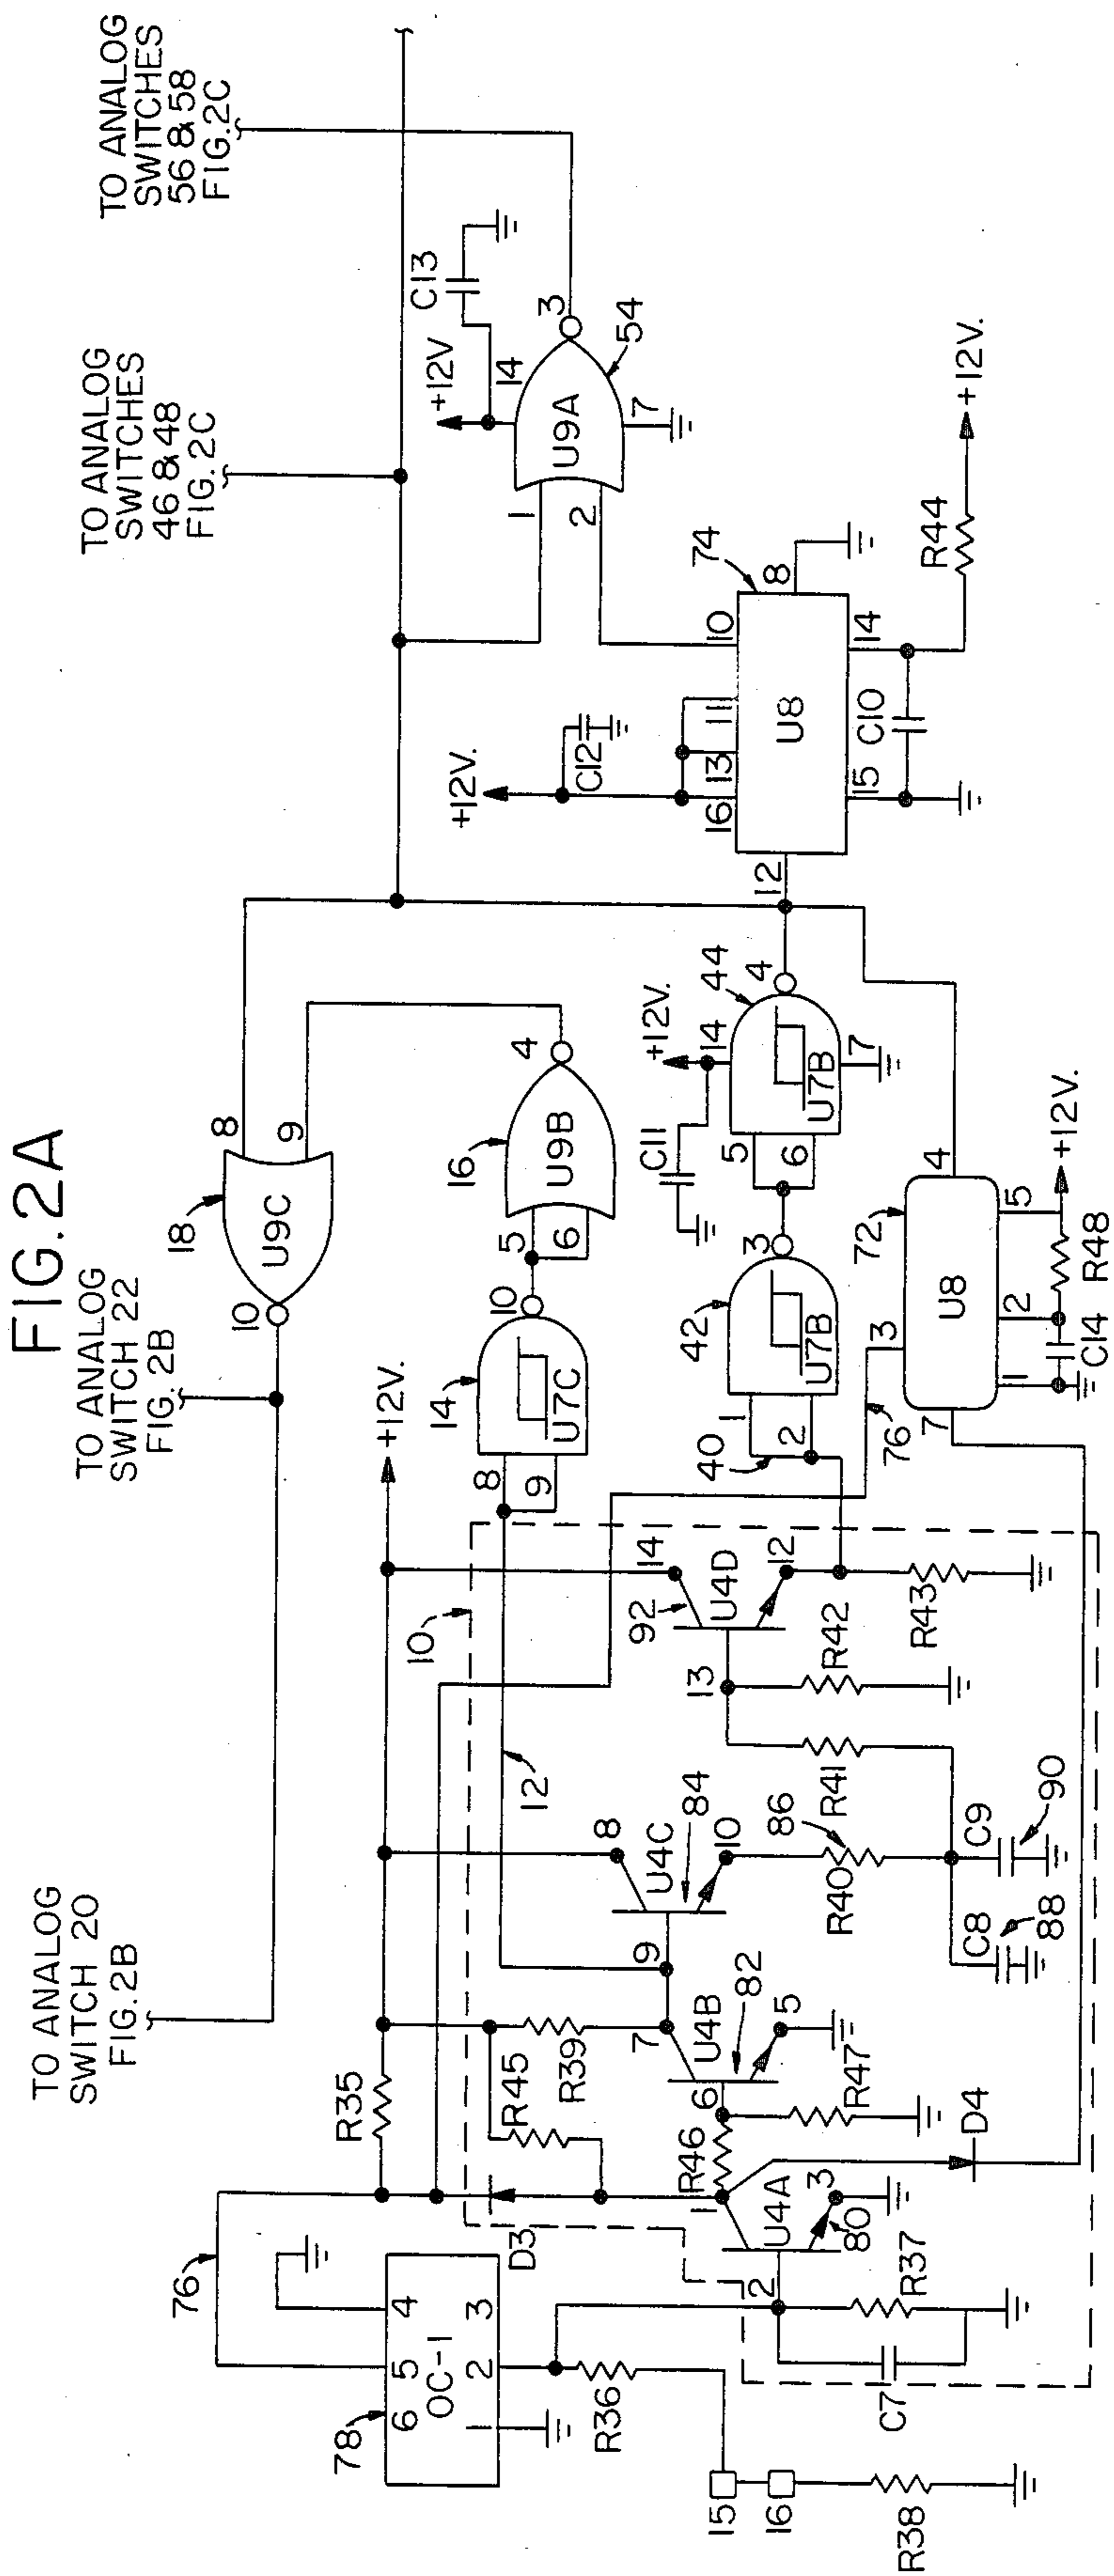 FIG.2A
TO ANALOG
SWITCH 20
FIG.2B
TO ANALOG
SWITCH 22
FIG. 2B
TO ANALOG
SWITCHES
46 & 48
FIG. 2C
TO ANALOG
SWITCHES
56 & 58
FIG.2C
10
U9C
18
8
9
+12V.
R35
76
78
6
5
4
OC-1
1
2
3
R36
15
16
R38
D3
R45
R39
C7
R37
2
U4A
1
3
80
R46
6
U4B
7
82
5
R47
D4
9
U4C
8
84
10
86
R40
C8
88
C9
90
R41
12
10
13
92
14
U4D
12
R42
R43
14
8
9
U7C
10
16
5
6
U9B
4
40
1
2
42
U7B
3
C11
+12V.
14
44
5
6
U7B
7
4
76
72
3
7
U8
4
1
2
5
C14
R48
+12V.
+12V.
C12
16
13
11
10
74
12
U8
8
15
14
C10
R44
+12V.
1
2
U9A
+12V
14
C13
3
54
7